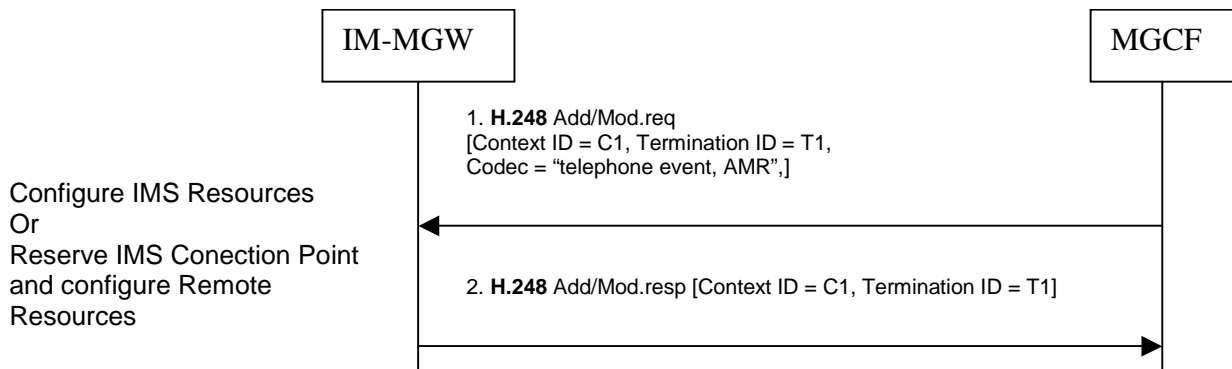 IM-MGW
MGCF
1. H.248 Add/Mod.req
[Context ID = C1, Termination ID = T1,
Codec = “telephone event, AMR”,]
Configure IMS Resources
Or
Reserve IMS Conection Point
and configure Remote
Resources
2. H.248 Add/Mod.resp [Context ID = C1, Termination ID = T1]